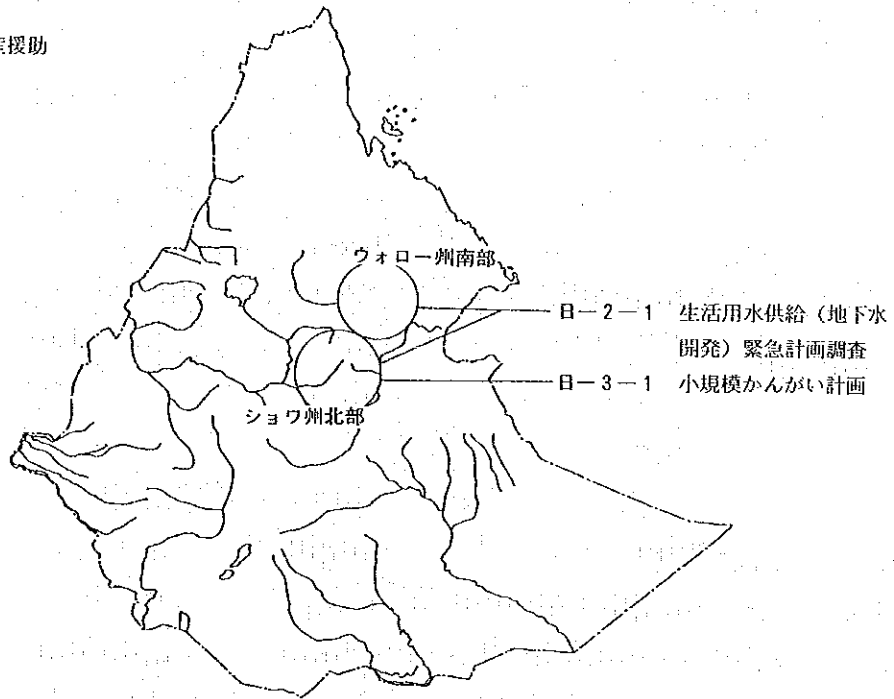 援助
ウォロー州南部
日-2-1 生活用水供給(地下水
開発)緊急計画調査
日-3-1 小規模かんがい計画
ショワ州北部